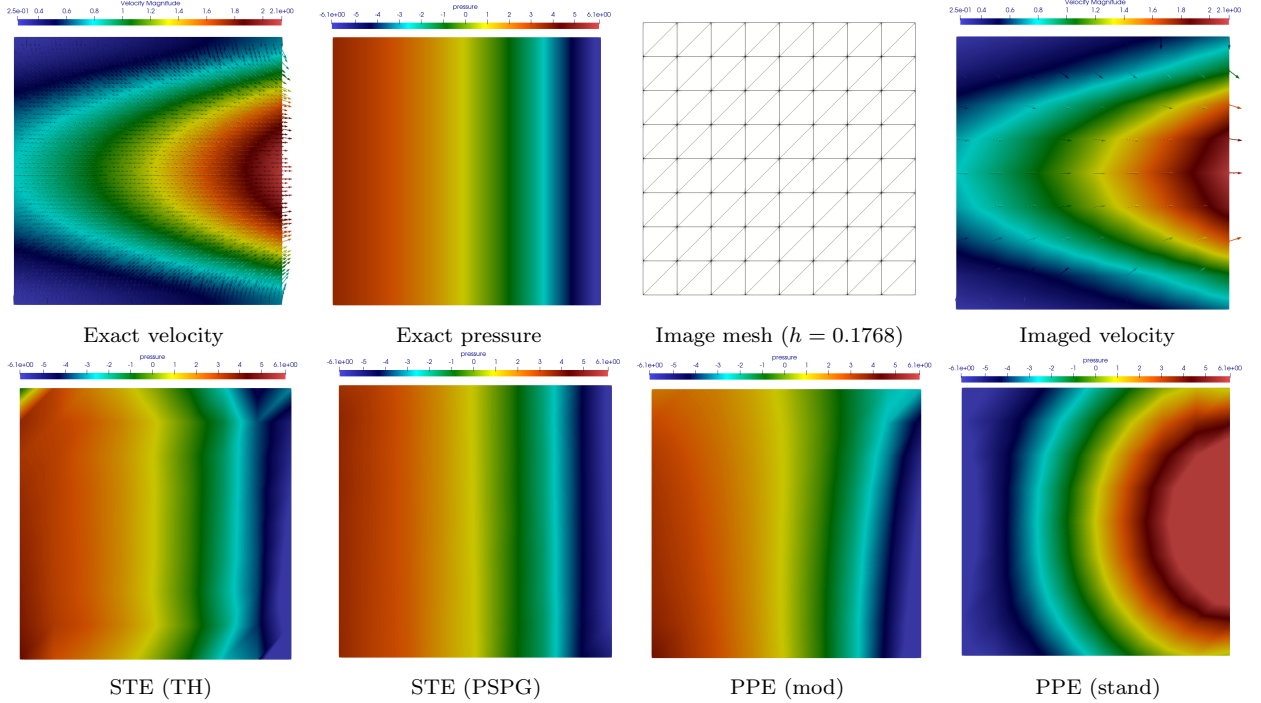 Velocity Magnitude
2.5e-01 0.4 0.6 0.8 1 1.2 1.4 1.6 1.8 2 2.1e+00
pressure
-6.1e+00 -4 -3 -2 -1 0 1 2 3 4 6.1e+00
Velocity Magnitude
2.5e-01 0.4 0.6 0.8 1 1.2 1.4 1.6 1.8 2 2.1e+00
Exact velocity
Exact pressure
Image mesh (h = 0.1768)
Imaged velocity
pressure
-6.1e+00 -5 -4 -3 -2 -1 0 1 2 3 4 5 6.1e+00
pressure
-6.1e+00 -5 -4 -3 -2 -1 0 1 2 3 4 5 6.1e+00
pressure
-6.1e+00 -5 -4 -3 -2 -1 0 1 2 3 4 5 6.1e+00
pressure
-6.1e+00 -5 -4 -3 -2 -1 0 1 2 3 4 5 6.1e+00
STE (TH)
STE (PSPG)
PPE (mod)
PPE (stand)